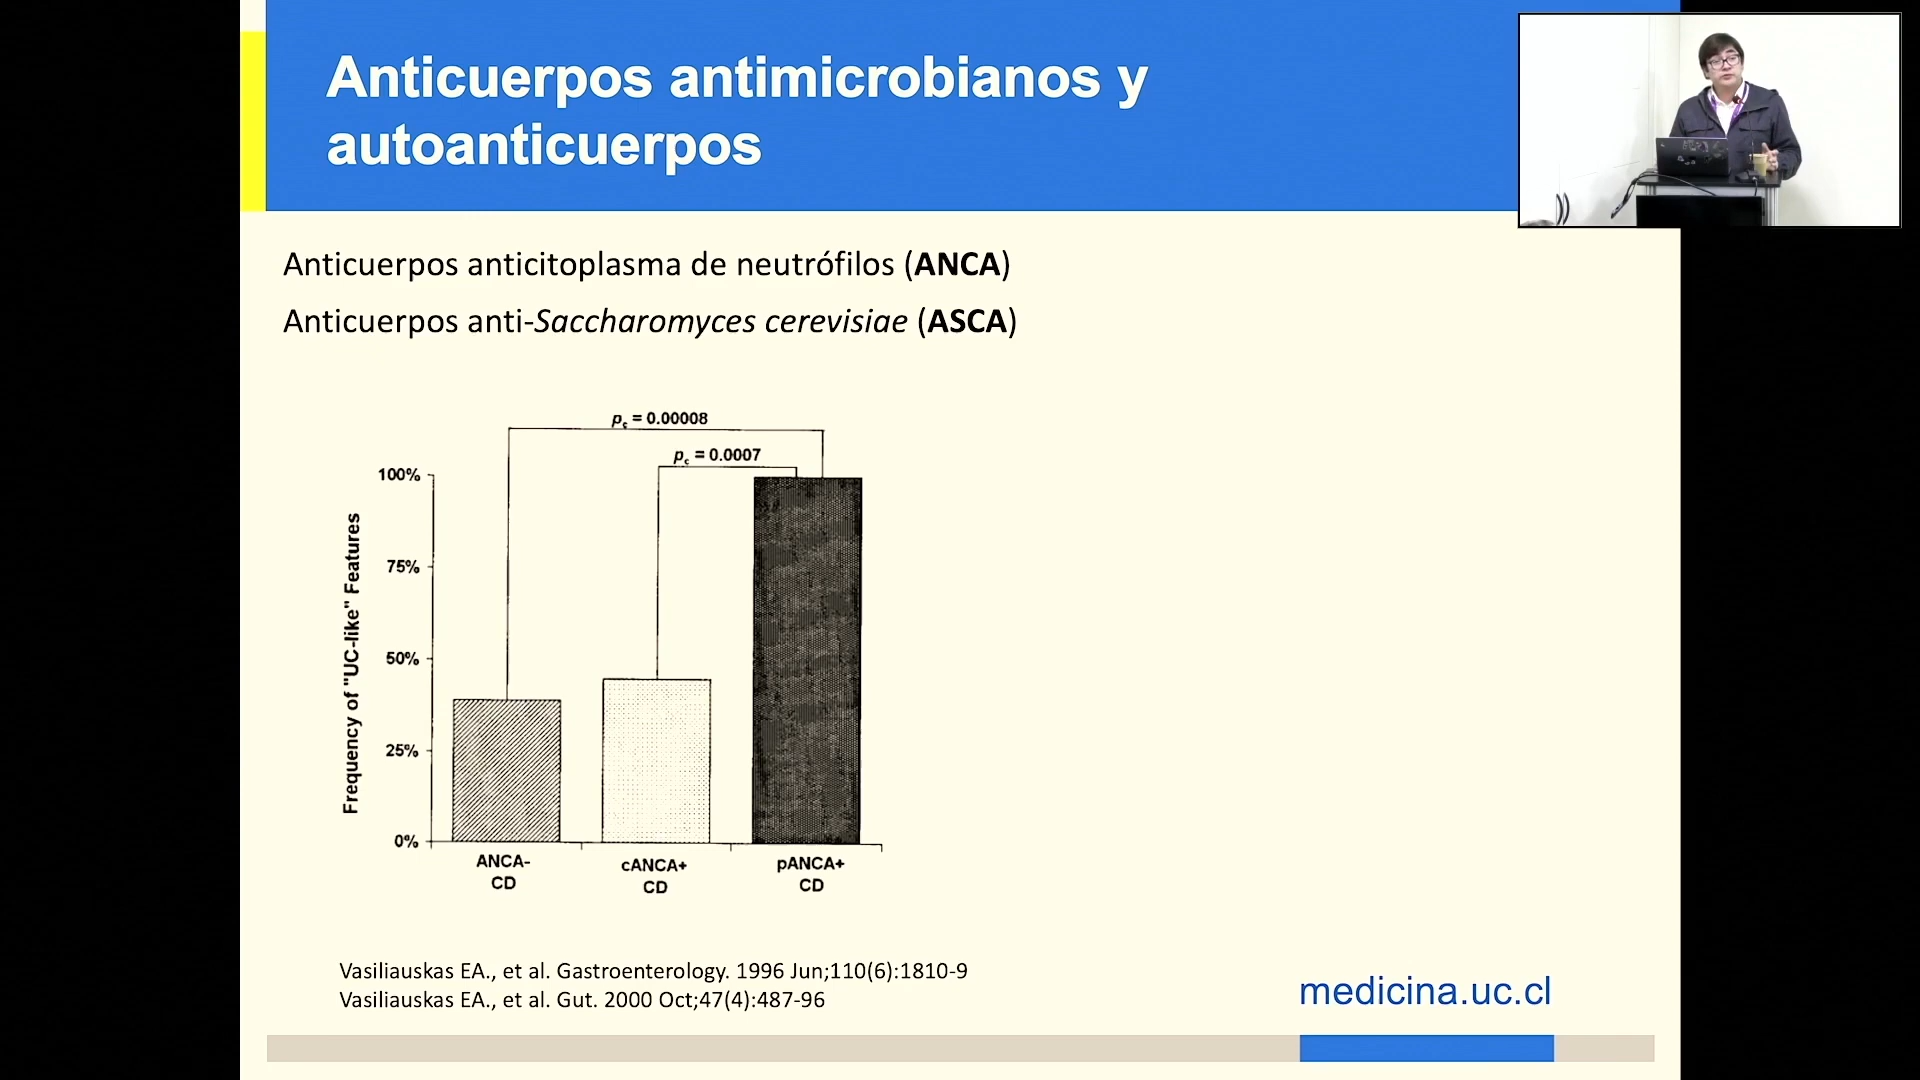 Anticuerpos antimicrobianos y
autoanticuerpos
Anticuerpos anticitoplasma de neutrófilos (ANCA)
Anticuerpos anti-Saccharomyces cerevisiae (ASCA)
pc = 0.00008
pc = 0.0007
100%
75%
50%
25%
0%
Frequency of "UC-like" Features
ANCA-
CD
cANCA+
CD
pANCA+
CD
Vasiliauskas EA., et al. Gastroenterology. 1996 Jun;110(6):1810-9
Vasiliauskas EA., et al. Gut. 2000 Oct;47(4):487-96
medicina.uc.cl